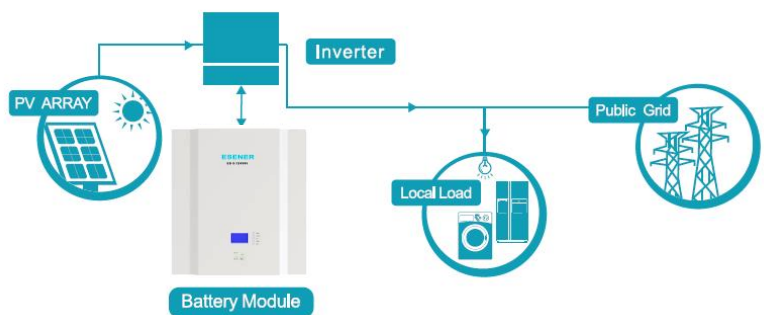 Inverter
PV ARRAY
Public Grid
ESENER
Local Load
Battery Module